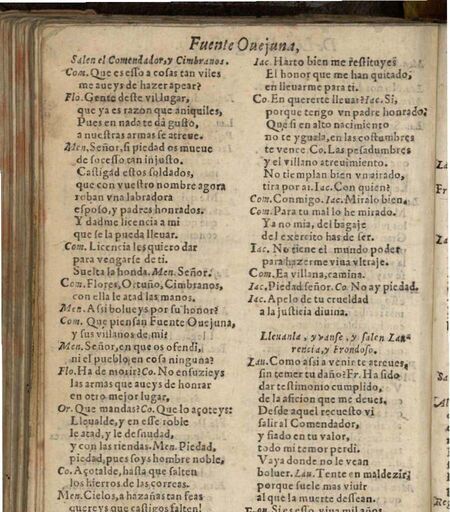 Fuente Ouejuna,
Salen el Comendador, y Cimbranos.
Com. Que es esso a cosas tan viles
me aueys de hazer apear?
Flo. Gente deste villugar,
que ya es razon que aniquiles,
Pues en nada te da gusto,
a nuestras armas se atreue.
Men. Señor, si piedad os mueue
de socesso tan injusto.
Castigad estos soldados,
que con vuestro nombre agora
roban vna labradora
esposo, y padres honrados.
Y dadme licencia a mi
que se la pueda lleuar.
Com. Licencia les quiero dar
para vengarse de ti.
Suelta la honda. Men. Señor.
Com. Flores, Ortuño, Cimbranos,
con ella le atad las manos.
Men. Assi bolueys por su honor?
Com. Que piensan Fuente Ouejuna,
y sus villanos de mi?
Men. Señor, en que os ofendi,
ni el pueblo, en cosa ninguna?
Flo. Ha de morir? Co. No ensuzieys
las armas que aueys de honrar
en otro mejor lugar,
Or. Que mandas? Co. Que lo açoteys:
Lleualde, y en esse roble
le atad, y le desnudad,
y con las riendas. Men. Piedad,
piedad, pues soys hombre noble,
Co. Açotalde, hasta que salten
los hierros de las correas.
Men. Cielos, a hazañas tan feas
quereys que castigos falten!
Iac. Harto bien me restituyes
El honor que me han quitado,
en lleuarme para ti.
Co. En quererte lleuar? Iac. Si,
porque tengo vn padre honrado:
Que si en alto nacimiento
no te yguala, en las costumbres
te vence. Co. Las pesadumbres
y el villano atreuimiento.
No tiemplan bien vn airado,
tira por ai. Iac. Con quien?
Com. Conmigo. Iac. Miralo bien.
Com. Para tu mal lo he mirado.
Ya no mia, del bagaje
del exercito has de ser.
Iac. No tiene el mundo poder
para hazerme viua vltraje.
Com. Ea villana, camina.
Iac. Piedad señor. Co. No ay piedad.
Iac. Apelo de tu crueldad
a la justicia diuina.
Lleuanla, y vanse, y salen Lau-
rencia, y Frondoso.
Lau. Como assi a venir te atreues,
sin temer tu daño? Fr. Ha sido
dar testimonio cumplido,
de la aficion que me deues.
Desde aquel recuesto vi
salir al Comendador,
y fiado en tu valor,
todo mi temor perdi.
Vaya donde no le vean
boluer. Lau. Tente en maldezir,
porque suele mas viuir
al que la muerte dessean.
Fron. Si es esso, viua mil años